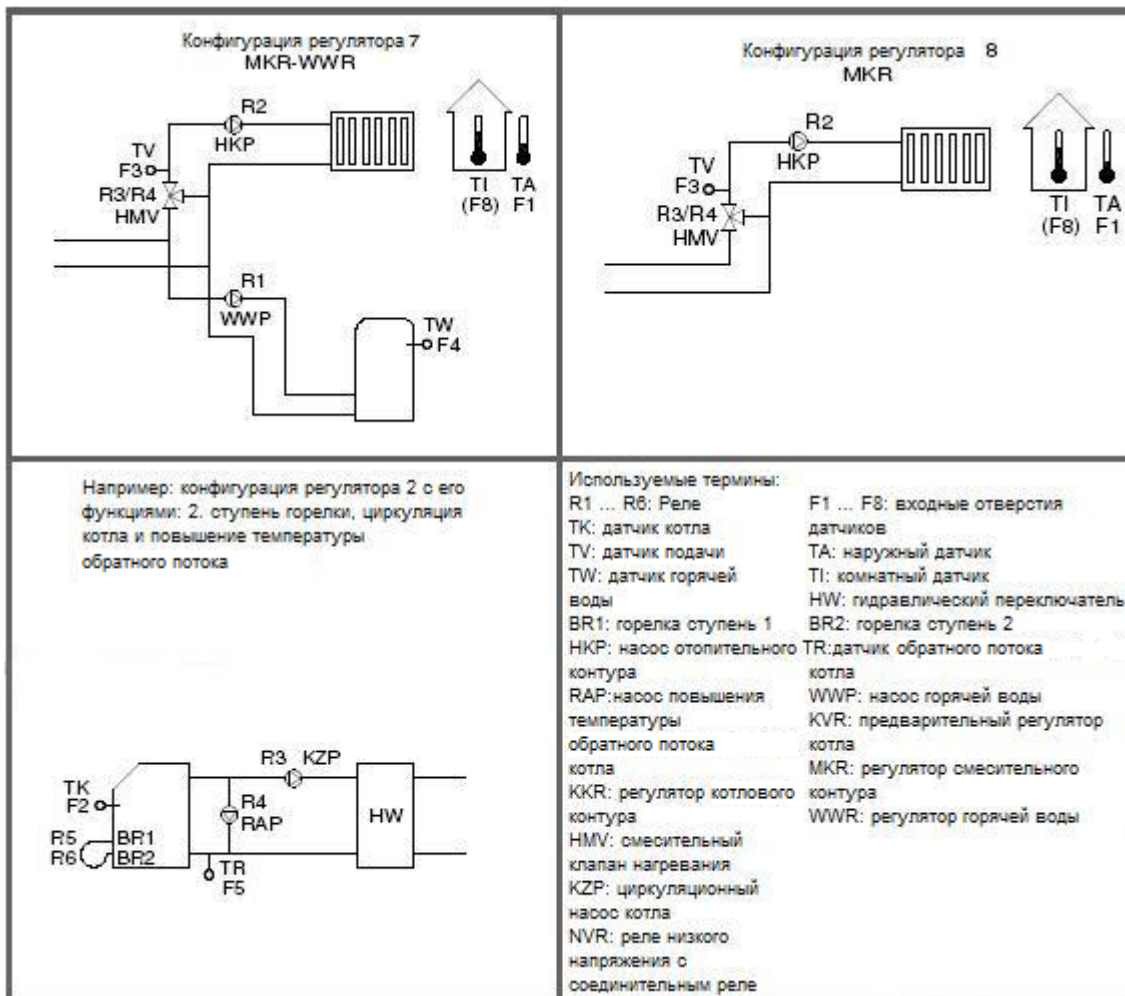 Конфигурация регулятора 7
MKR-WWR
R2
HKP
TV
F3
R3/R4
HMV
TI
(F8)
TA
F1
R1
WWP
TW
F4
Конфигурация регулятора 8
MKR
R2
HKP
TV
F3
R3/R4
HMV
TI
(F8)
TA
F1
Например: конфигурация регулятора 2 с его
функциями: 2. ступень горелки, циркуляция
котла и повышение температуры
обратного потока
R3 KZP
TK
F2
R4
RAP
HW
R5
BR1
R6
BR2
TR
F5
Используемые термины:
R1 ... R6: Реле
TK: датчик котла
TV: датчик подачи
TW: датчик горячей
воды
BR1: горелка ступень 1
HKP: насос отопительного
контура
RAP:насос повышения
температуры
обратного потока
котла
KKR: регулятор котлового
контура
HMV: смесительный
клапан нагревания
KZP: циркуляционный
насос котла
NVR: реле низкого
напряжения с
соединительным реле
F1 ... F8: входные отверстия
датчиков
TA: наружный датчик
TI: комнатный датчик
HW: гидравлический переключатель
BR2: горелка ступень 2
TR:датчик обратного потока
котла
WWP: насос горячей воды
KVR: предварительный регулятор
котла
MKR: регулятор смесительного
контура
WWR: регулятор горячей воды